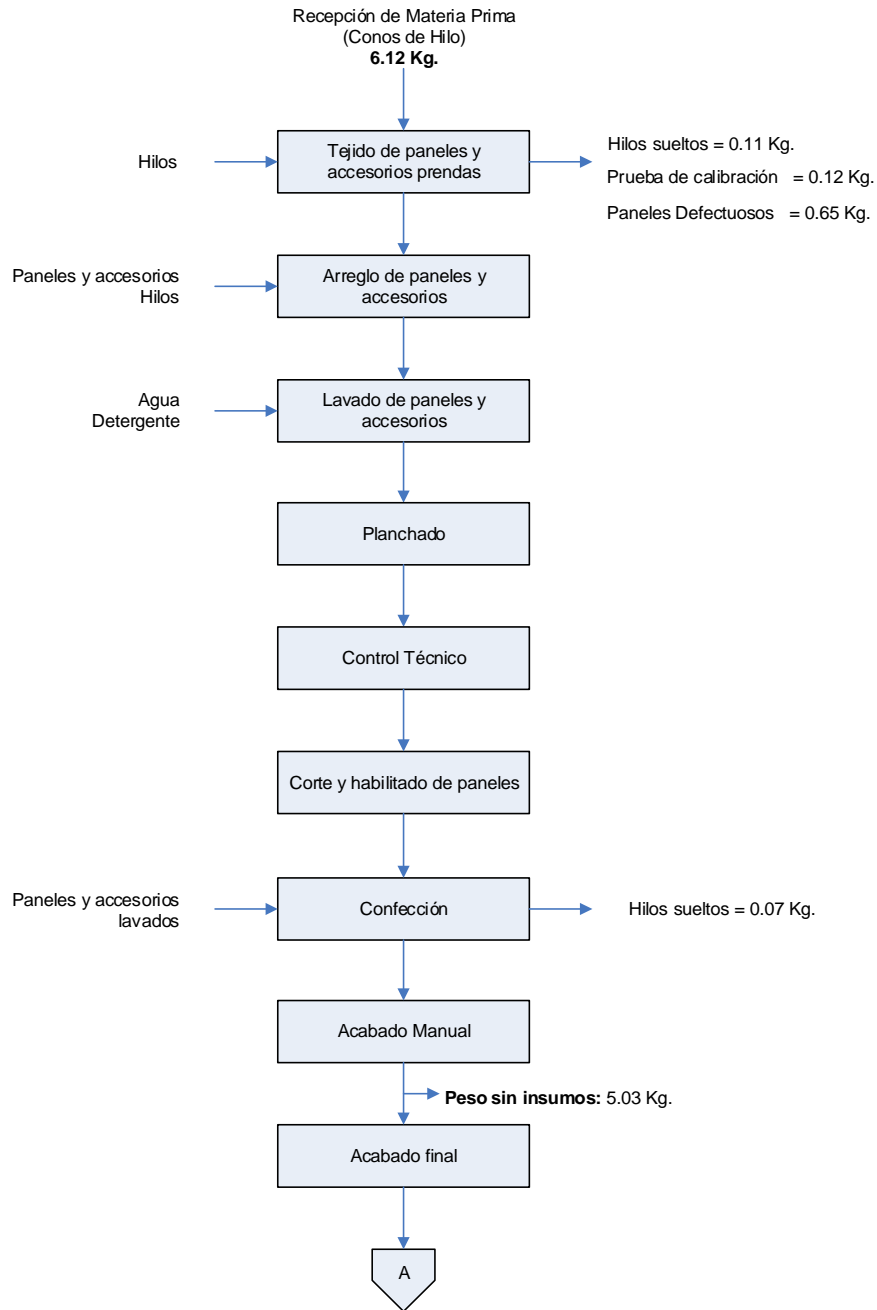 Recepción de Materia Prima
(Conos de Hilo)
6.12 Kg.
Hilos
Tejido de paneles y
accesorios prendas
Hilos sueltos = 0.11 Kg.
Prueba de calibración = 0.12 Kg.
Paneles Defectuosos = 0.65 Kg.
Paneles y accesorios
Hilos
Arreglo de paneles y
accesorios
Agua
Detergente
Lavado de paneles y
accesorios
Planchado
Control Técnico
Corte y habilitado de paneles
Paneles y accesorios
lavados
Confección
Hilos sueltos = 0.07 Kg.
Acabado Manual
Peso sin insumos: 5.03 Kg.
Acabado final
A